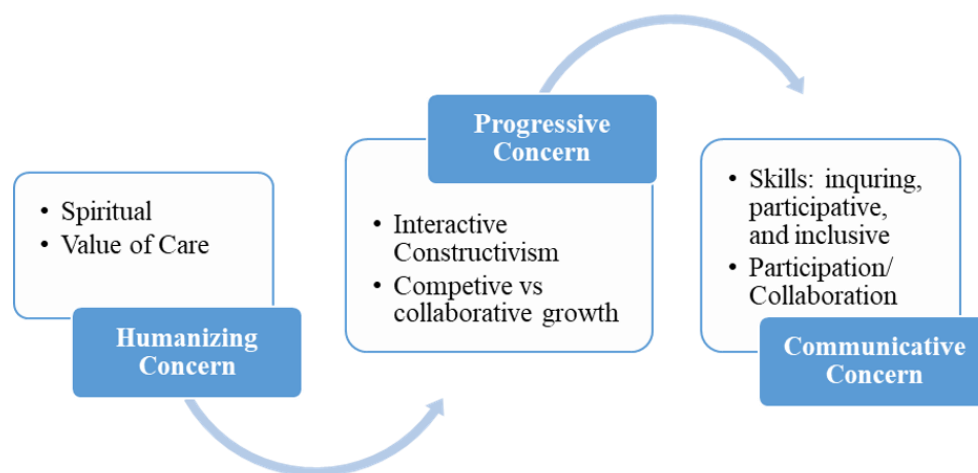 • Spiritual
• Value of Care
Humanizing
Concern
Progressive
Concern
• Interactive
Constructivism
• Competive vs
collaborative growth
• Skills: inquring,
participative,
and inclusive
• Participation/
Collaboration
Communicative
Concern